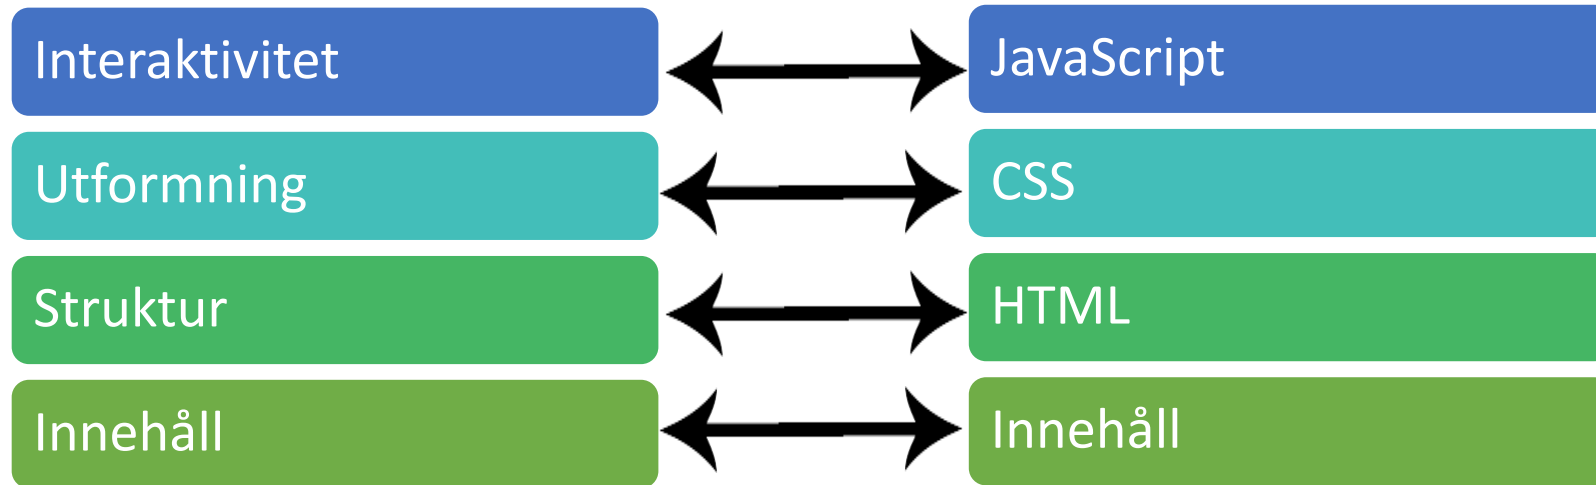 Interaktivitet
JavaScript
Utformning
CSS
Struktur
HTML
Innehåll
Innehåll